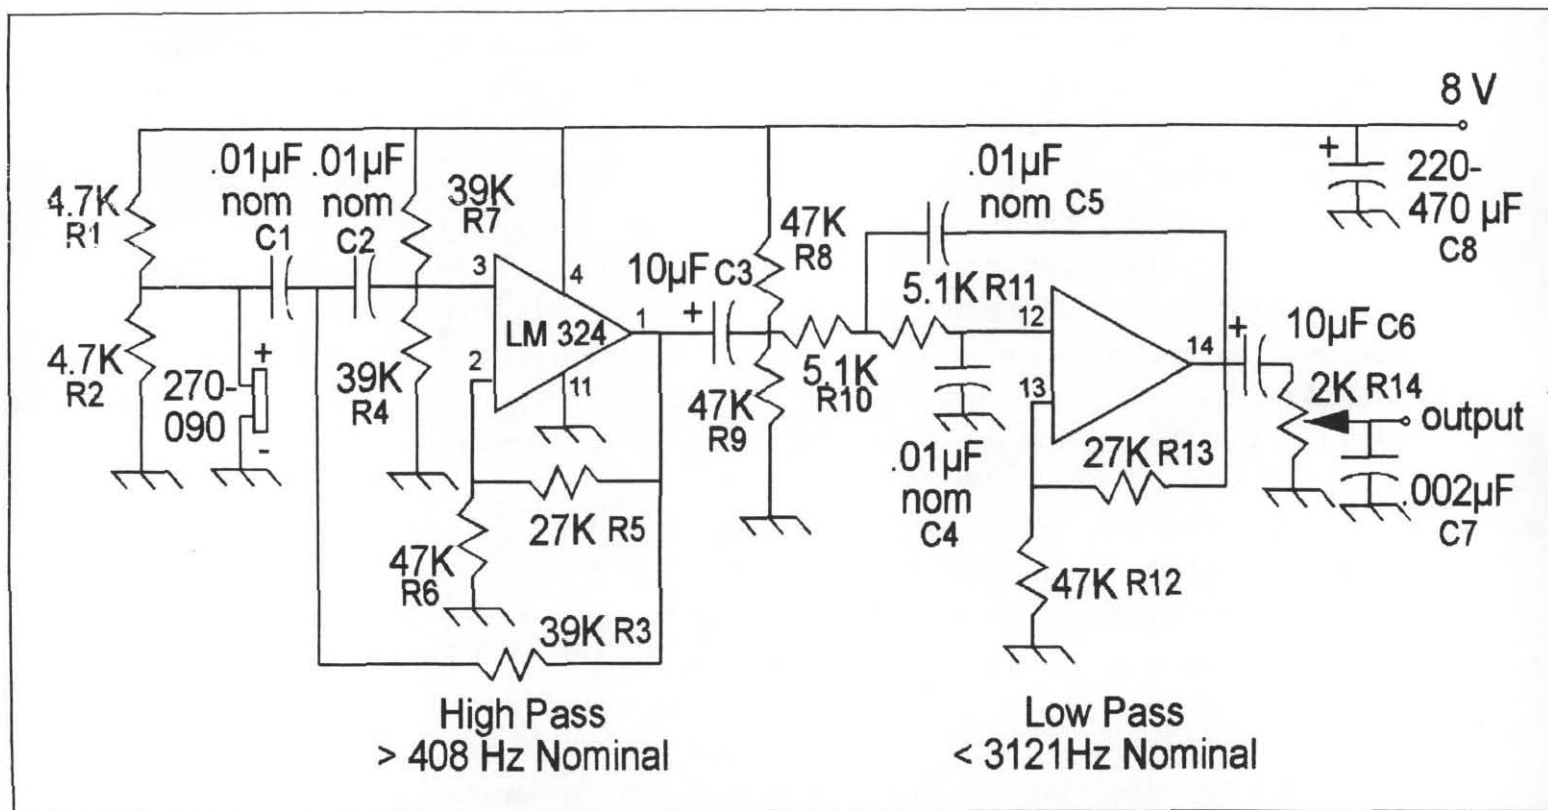 8 V
.01µF
nom
C1
.01µF
nom
C2
4.7K
R1
39K
R7
3
4
2
11
1
LM 324
10µF C3
+
47K
R8
.01µF
nom C5
5.1K R11
5.1K
R10
12
13
14
+
10µF C6
2K R14
output
+
220-
470 µF
C8
4.7K
R2
+
270-
090
-
39K
R4
47K
R9
.01µF
nom
C4
27K R13
.002µF
C7
27K R5
47K
R6
47K R12
39K R3
High Pass
> 408 Hz Nominal
Low Pass
< 3121Hz Nominal